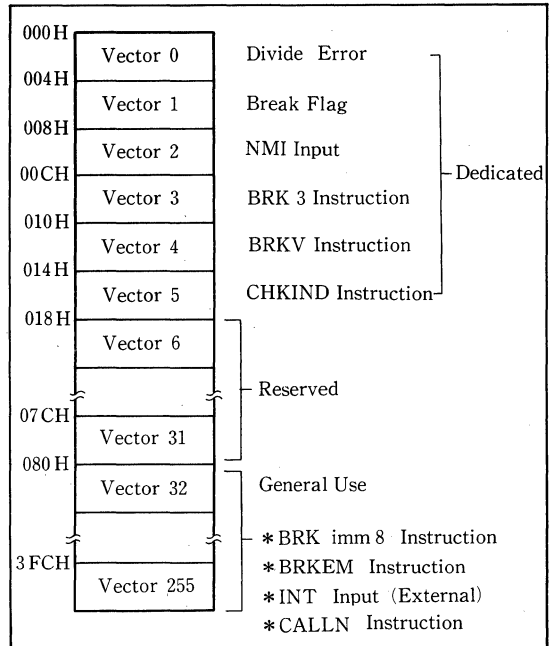 000H
Vector 0 Divide Error
004H
Vector 1 Break Flag
008H
Vector 2 NMI Input
00CH
Dedicated
Vector 3 BRK 3 Instruction
010H
Vector 4 BRKV Instruction
014H
Vector 5 CHKIND Instruction
018H
Vector 6
Reserved
07CH
Vector 31
080H
Vector 32 General Use
*BRK imm 8 Instruction
3FCH
*BRKEM Instruction
Vector 255
*INT Input (External)
*CALLN Instruction